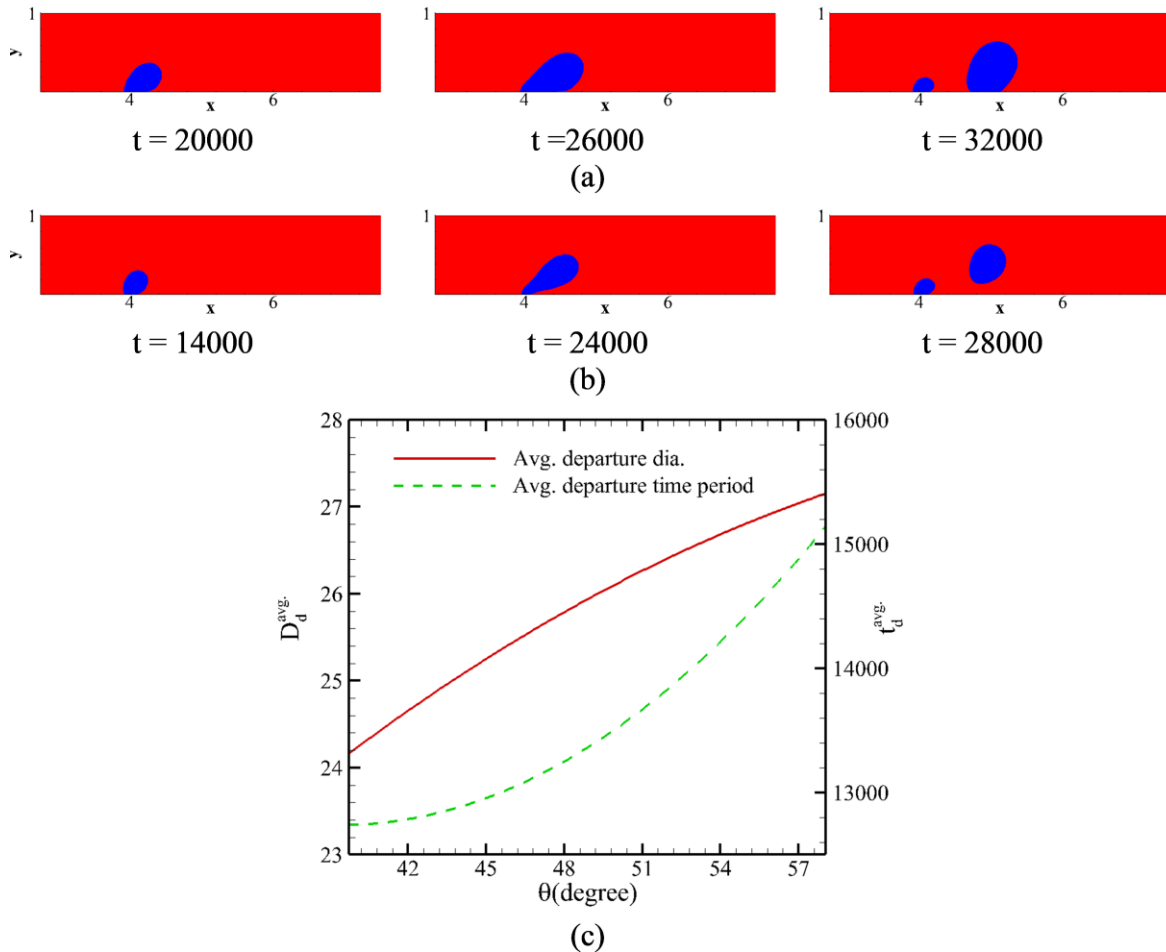 1 1 1
y
4 x 6 4 x 6 4 x 6
t = 20000 t =26000 t = 32000
(a)
1 1 1
y
4 x 6 4 x 6 4 x 6
t = 14000 t = 24000 t = 28000
(b)
28 16000
Avg. departure dia.
Avg. departure time period
27
15000
26
D_d^avg. t_d^avg.
25
14000
24
13000
23
42 45 48 51 54 57
θ(degree)
(c)